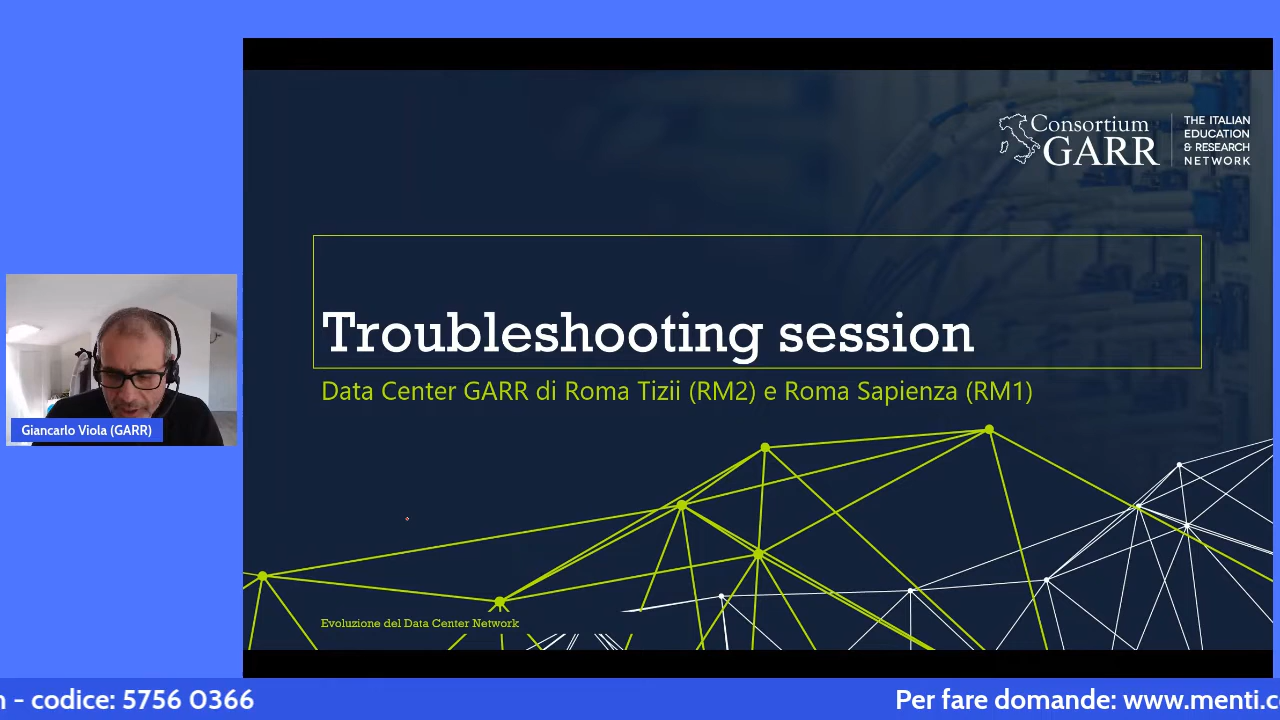 Consortium
GARR
THE ITALIAN
EDUCATION
& RESEARCH
NETWORK
Troubleshooting session
Data Center GARR di Roma Tizii (RM2) e Roma Sapienza (RM1)
Giancarlo Viola (GARR)
Evoluzione del Data Center Network
- codice: 5756 0366
Per fare domande: www.menti.c